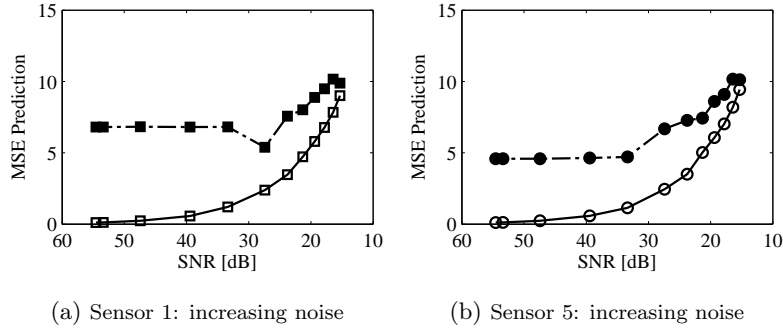 15
10
5
0
MSE Prediction
60 50 40 30 20 10
SNR [dB]
(a) Sensor 1: increasing noise
15
10
5
0
MSE Prediction
60 50 40 30 20 10
SNR [dB]
(b) Sensor 5: increasing noise